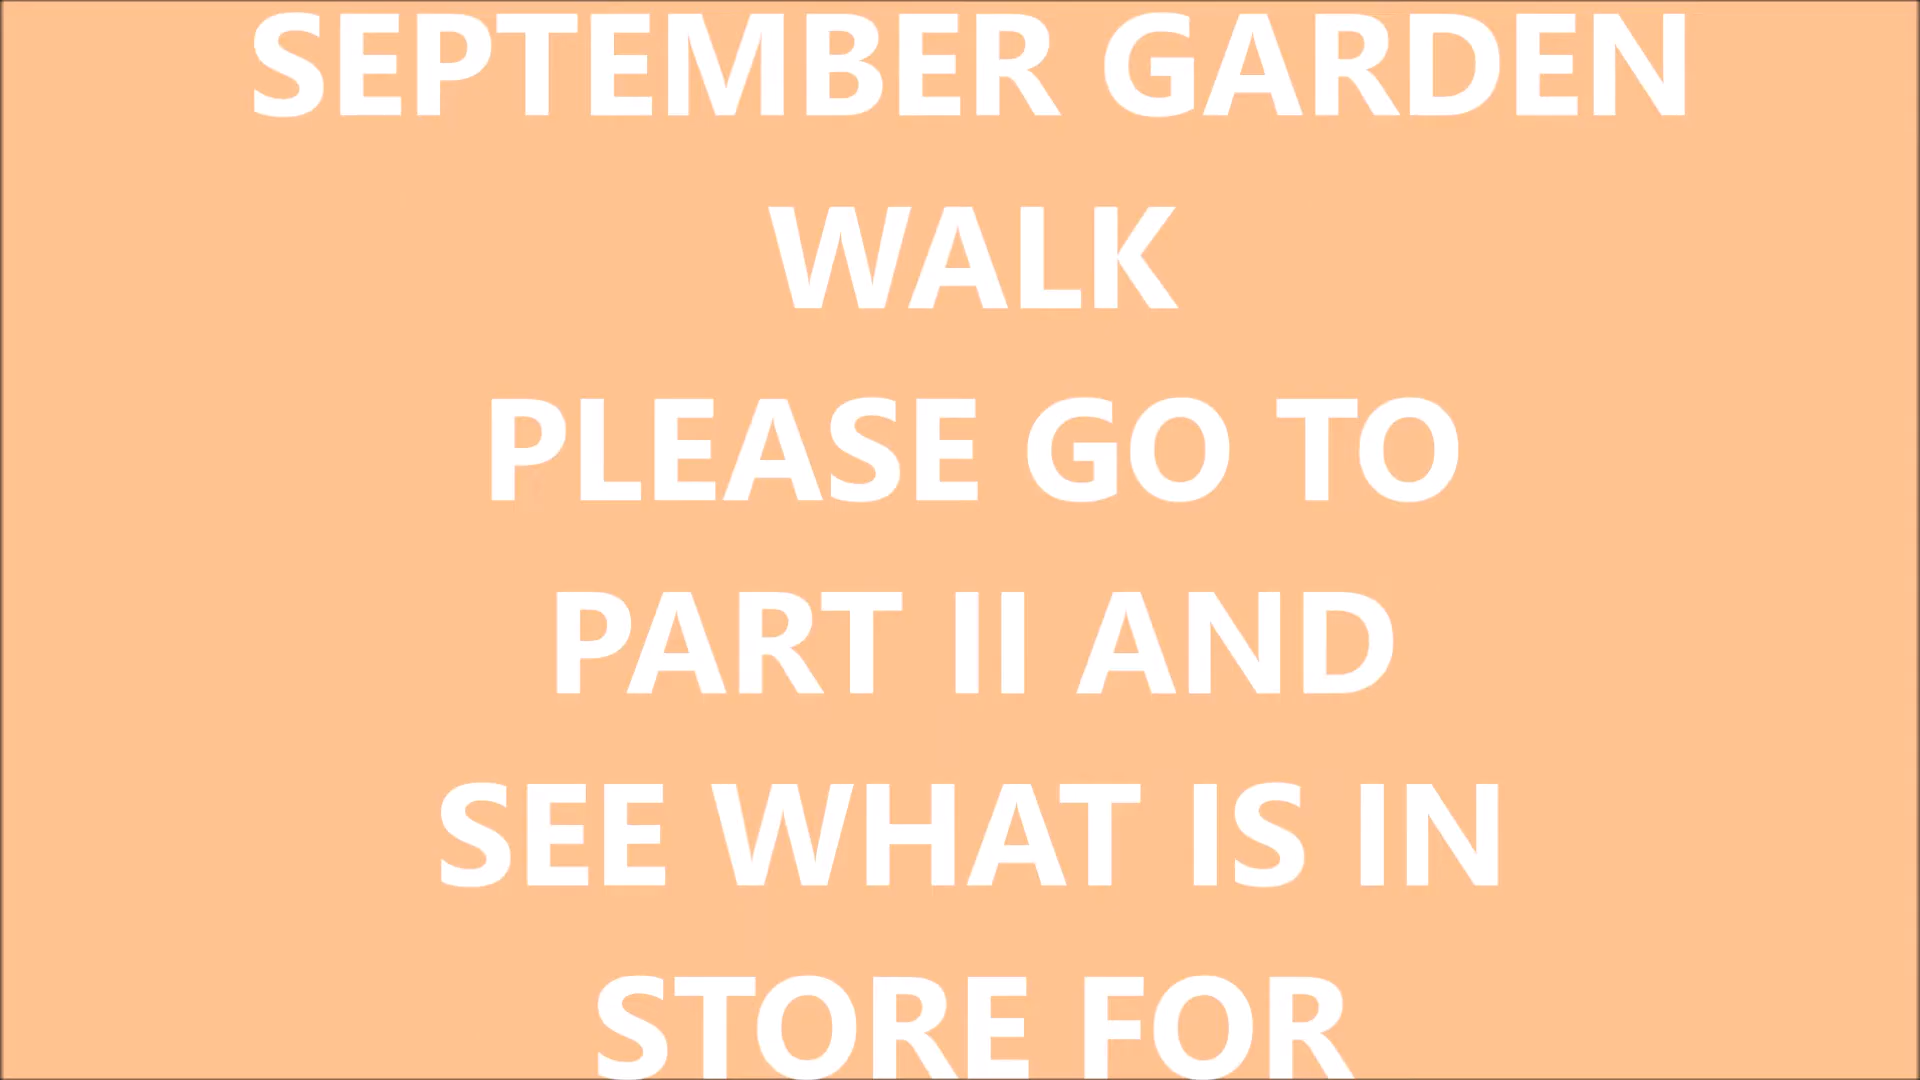 SEPTEMBER GARDEN
WALK
PLEASE GO TO
PART II AND
SEE WHAT IS IN
STORE FOR